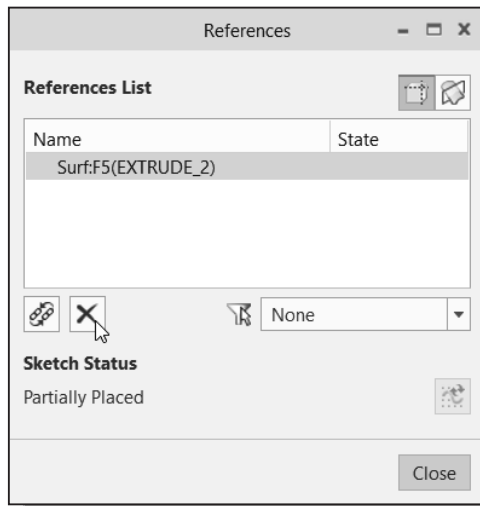 References
References List
Name State
Surf:F5(EXTRUDE_2)
None
Sketch Status
Partially Placed
Close